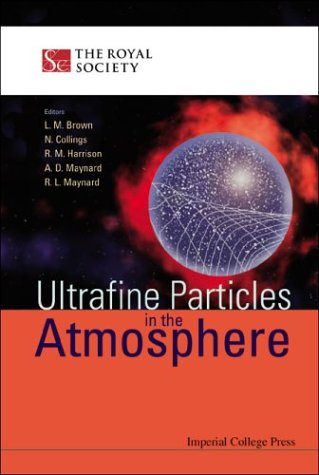 THE ROYAL
SOCIETY
Editors
L. M. Brown
N. Collings
R. M. Harrison
A. D. Maynard
R. L. Maynard
Ultrafine Particles
in the
Atmosphere
Imperial College Press